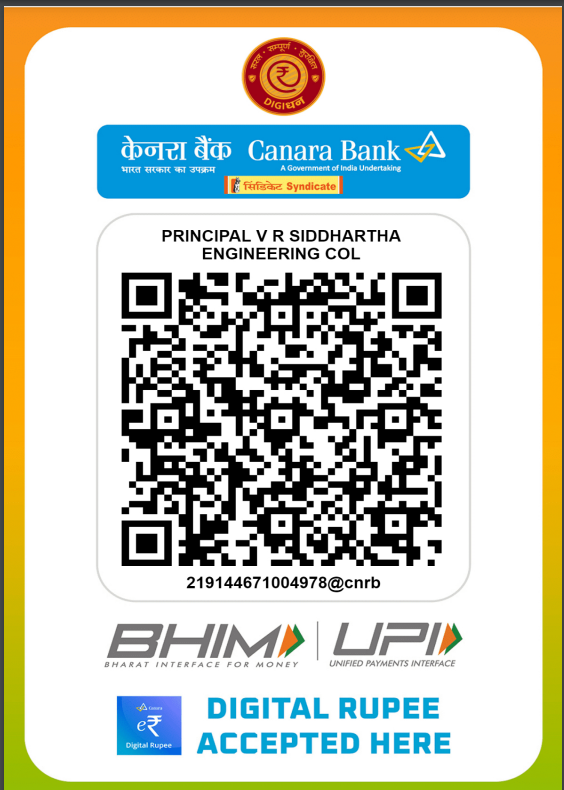 सरल · सम्पूर्ण · सुरक्षित
DIGIधन
केनरा बैंक Canara Bank
भारत सरकार का उपक्रम A Government of India Undertaking
सिंडिकेट Syndicate
PRINCIPAL V R SIDDHARTHA
ENGINEERING COL
219144671004978@cnrb
BHIM UPI
BHARAT INTERFACE FOR MONEY UNIFIED PAYMENTS INTERFACE
Canara
e₹
Digital Rupee
DIGITAL RUPEE
ACCEPTED HERE